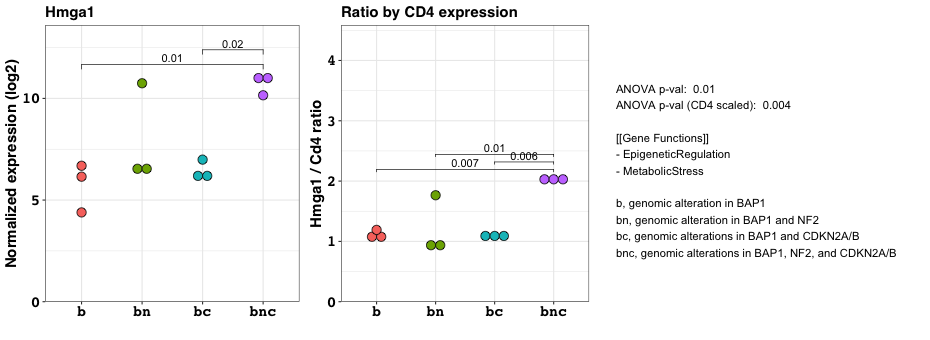 Hmga1
Normalized expression (log2)
10
5
0
0.02
0.01
b
bn
bc
bnc
Ratio by CD4 expression
Hmga1 / Cd4 ratio
4
3
2
1
0
0.01
0.006
0.007
b
bn
bc
bnc
ANOVA p-val: 0.01
ANOVA p-val (CD4 scaled): 0.004
[[Gene Functions]]
- EpigeneticRegulation
- MetabolicStress
b, genomic alteration in BAP1
bn, genomic alteration in BAP1 and NF2
bc, genomic alterations in BAP1 and CDKN2A/B
bnc, genomic alterations in BAP1, NF2, and CDKN2A/B